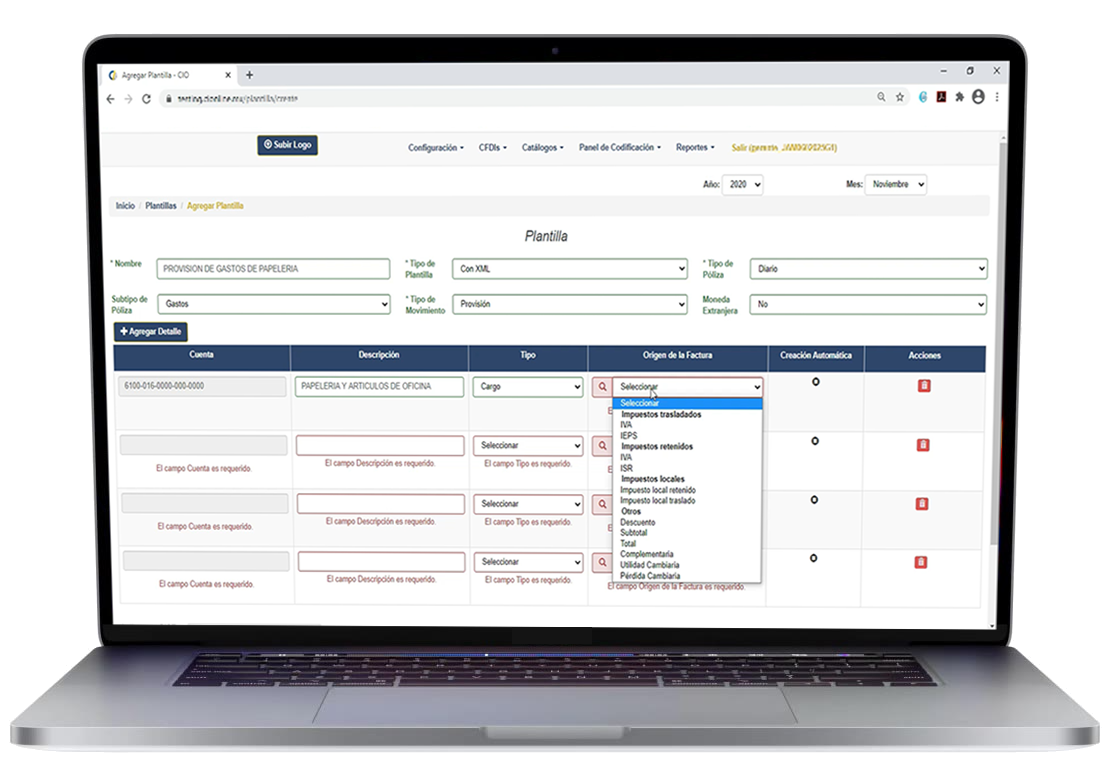 Agregar Plantilla - CIO
Subir Logo
Configuración
CFDIs
Catálogos
Panel de Codificación
Reportes
Salir
Año: 2020
Mes: Noviembre
Inicio / Plantillas / Agregar Plantilla
Plantilla
* Nombre
PROVISION DE GASTOS DE PAPELERIA
* Tipo de
Plantilla
Con XML
* Tipo de
Póliza
Diario
Subtipo de
Póliza
Gastos
* Tipo de
Movimiento
Provisión
Moneda
Extranjera
No
+ Agregar Detalle
Cuenta
Descripción
Tipo
Origen de la Factura
Creación Automática
Acciones
6100-016-0000-000-0000
PAPELERIA Y ARTICULOS DE OFICINA
Cargo
Seleccionar
Seleccionar
Impuestos trasladados
IVA
IEPS
Impuestos retenidos
IVA
ISR
Impuestos locales
Impuesto local retenido
Impuesto local traslado
Otros
Descuento
Subtotal
Total
Complementaria
Utilidad Cambiaria
Pérdida Cambiaria
Seleccionar
El campo Cuenta es requerido.
El campo Descripción es requerido.
El campo Tipo es requerido.
Seleccionar
El campo Cuenta es requerido.
El campo Descripción es requerido.
El campo Tipo es requerido.
Seleccionar
El campo Cuenta es requerido.
El campo Descripción es requerido.
El campo Tipo es requerido.
El campo Origen de la Factura es requerido.